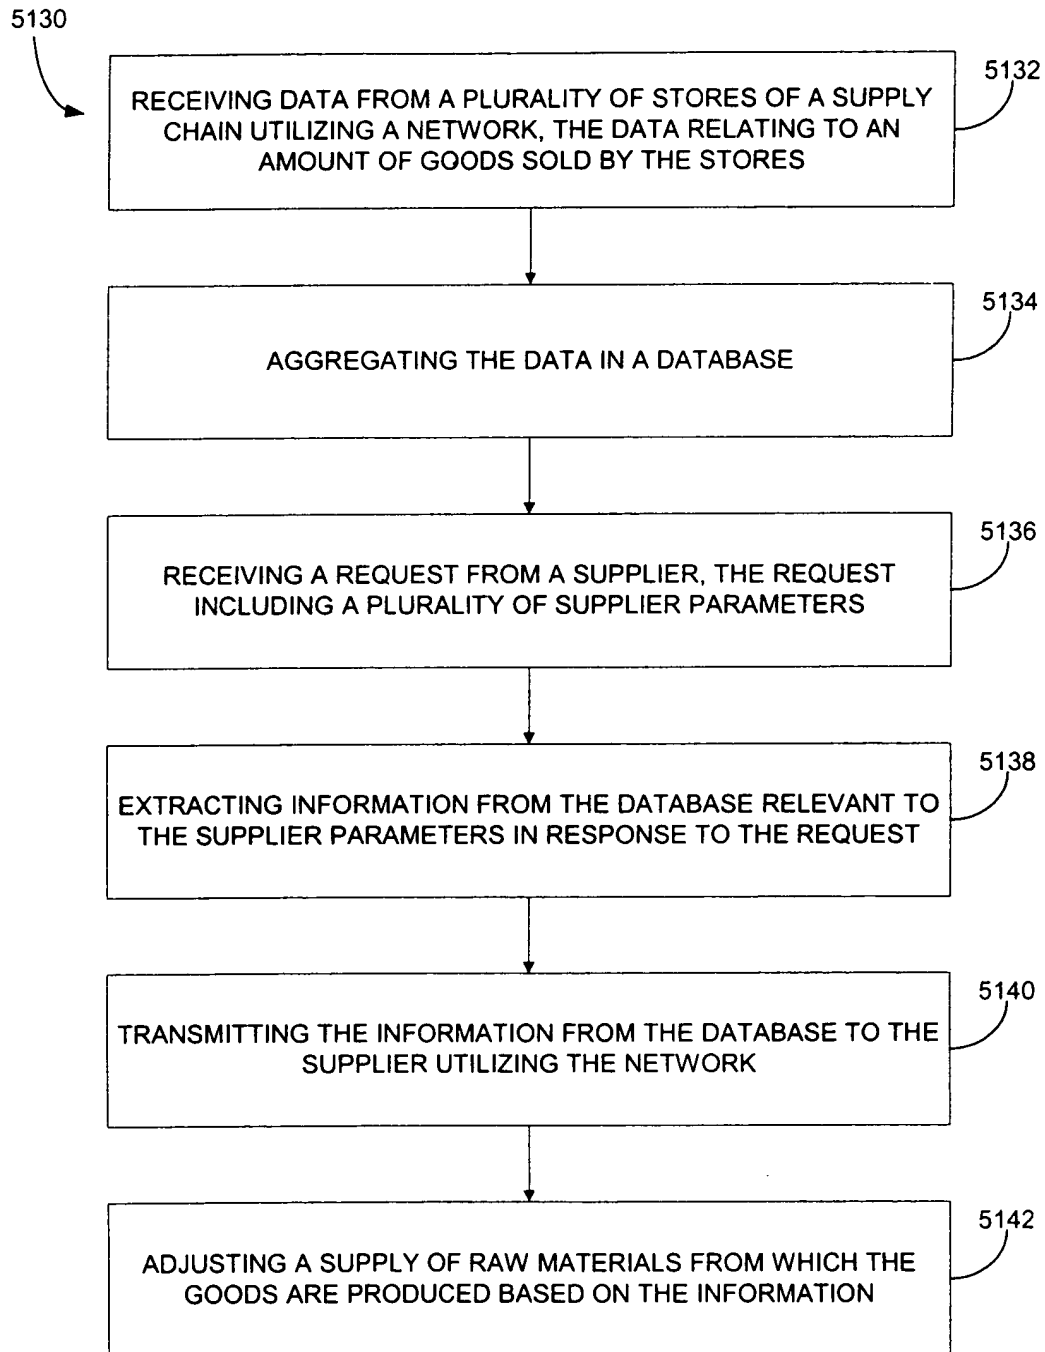 5130
5132
RECEIVING DATA FROM A PLURALITY OF STORES OF A SUPPLY
CHAIN UTILIZING A NETWORK, THE DATA RELATING TO AN
AMOUNT OF GOODS SOLD BY THE STORES
5134
AGGREGATING THE DATA IN A DATABASE
5136
RECEIVING A REQUEST FROM A SUPPLIER, THE REQUEST
INCLUDING A PLURALITY OF SUPPLIER PARAMETERS
5138
EXTRACTING INFORMATION FROM THE DATABASE RELEVANT TO
THE SUPPLIER PARAMETERS IN RESPONSE TO THE REQUEST
5140
TRANSMITTING THE INFORMATION FROM THE DATABASE TO THE
SUPPLIER UTILIZING THE NETWORK
5142
ADJUSTING A SUPPLY OF RAW MATERIALS FROM WHICH THE
GOODS ARE PRODUCED BASED ON THE INFORMATION